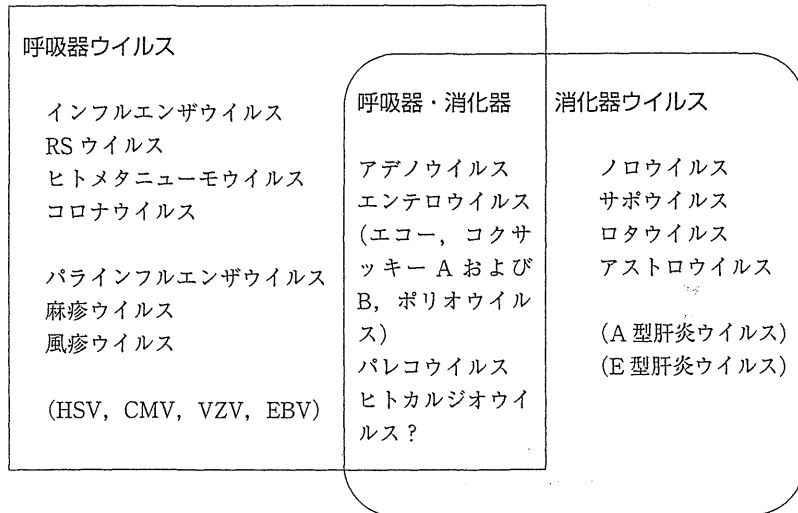 呼吸器ウイルス
インフルエンザウイルス
RS ウイルス
ヒトメタニューモウイルス
コロナウイルス
パラインフルエンザウイルス
麻疹ウイルス
風疹ウイルス
(HSV, CMV, VZV, EBV)
呼吸器・消化器
アデノウイルス
エンテロウイルス
(エコー, コクサ
ッキー A および
B, ポリオウイル
ス)
パレコウイルス
ヒトカルジオウイ
ルス?
消化器ウイルス
ノロウイルス
サポウイルス
ロタウイルス
アストロウイルス
(A 型肝炎ウイルス)
(E 型肝炎ウイルス)